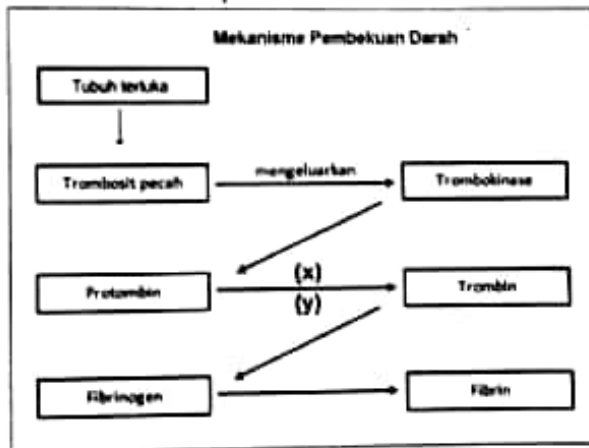 Mekanisme Pembekuan Darah
Tubuh terluka
Trombosit pecah
mengeluarkan
Trombokinase
Protombin
(x)
(y)
Trombin
Fibrinogen
Fibrin